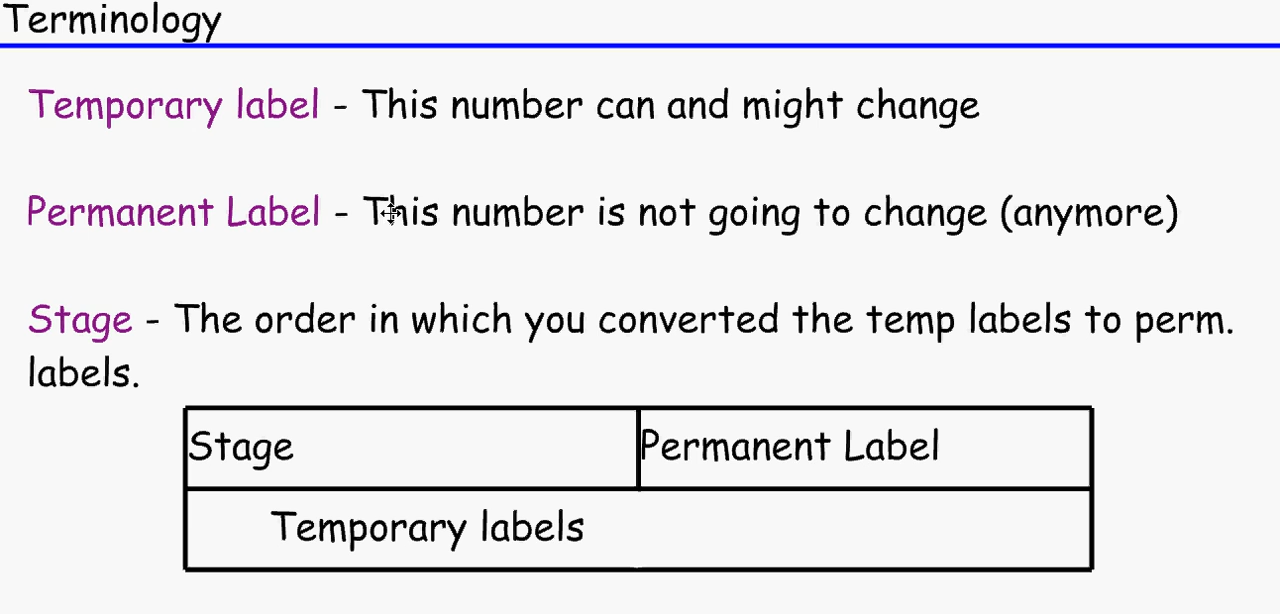 Terminology
Temporary label - This number can and might change
Permanent Label - This number is not going to change (anymore)
Stage - The order in which you converted the temp labels to perm.
labels.
Stage
Permanent Label
Temporary labels